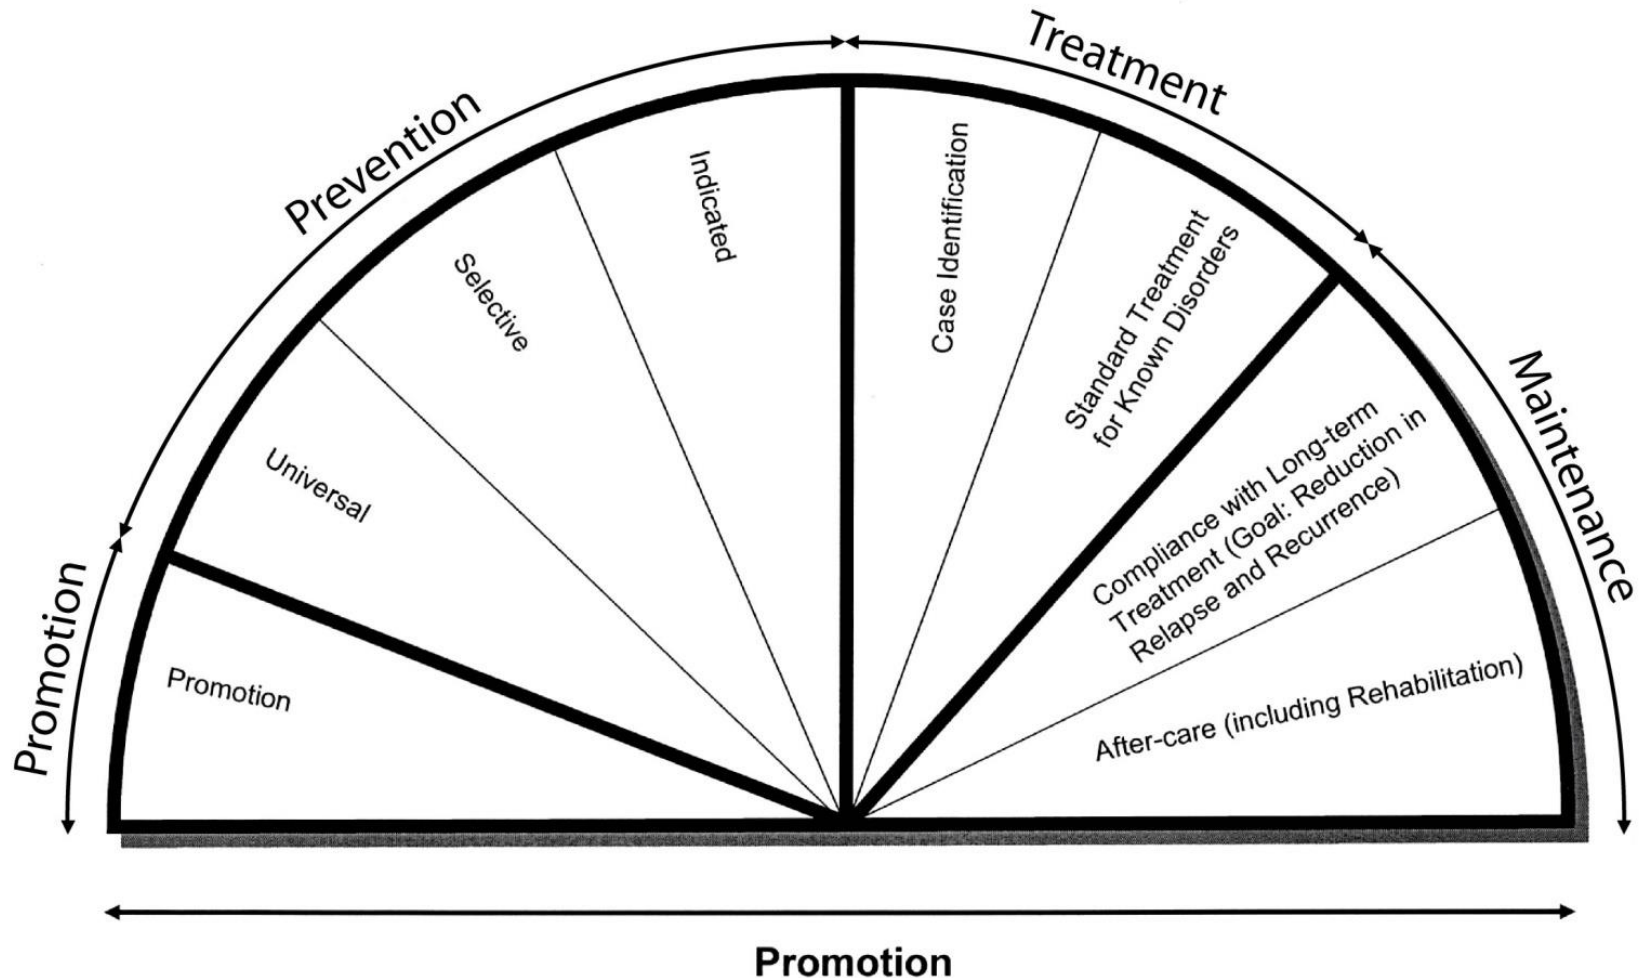 Treatment
Prevention
Promotion
Maintenance
Promotion
Universal
Selective
Indicated
Case Identification
Standard Treatment
for Known Disorders
Compliance with Long-term
Treatment (Goal: Reduction in
Relapse and Recurrence)
After-care (including Rehabilitation)
Promotion